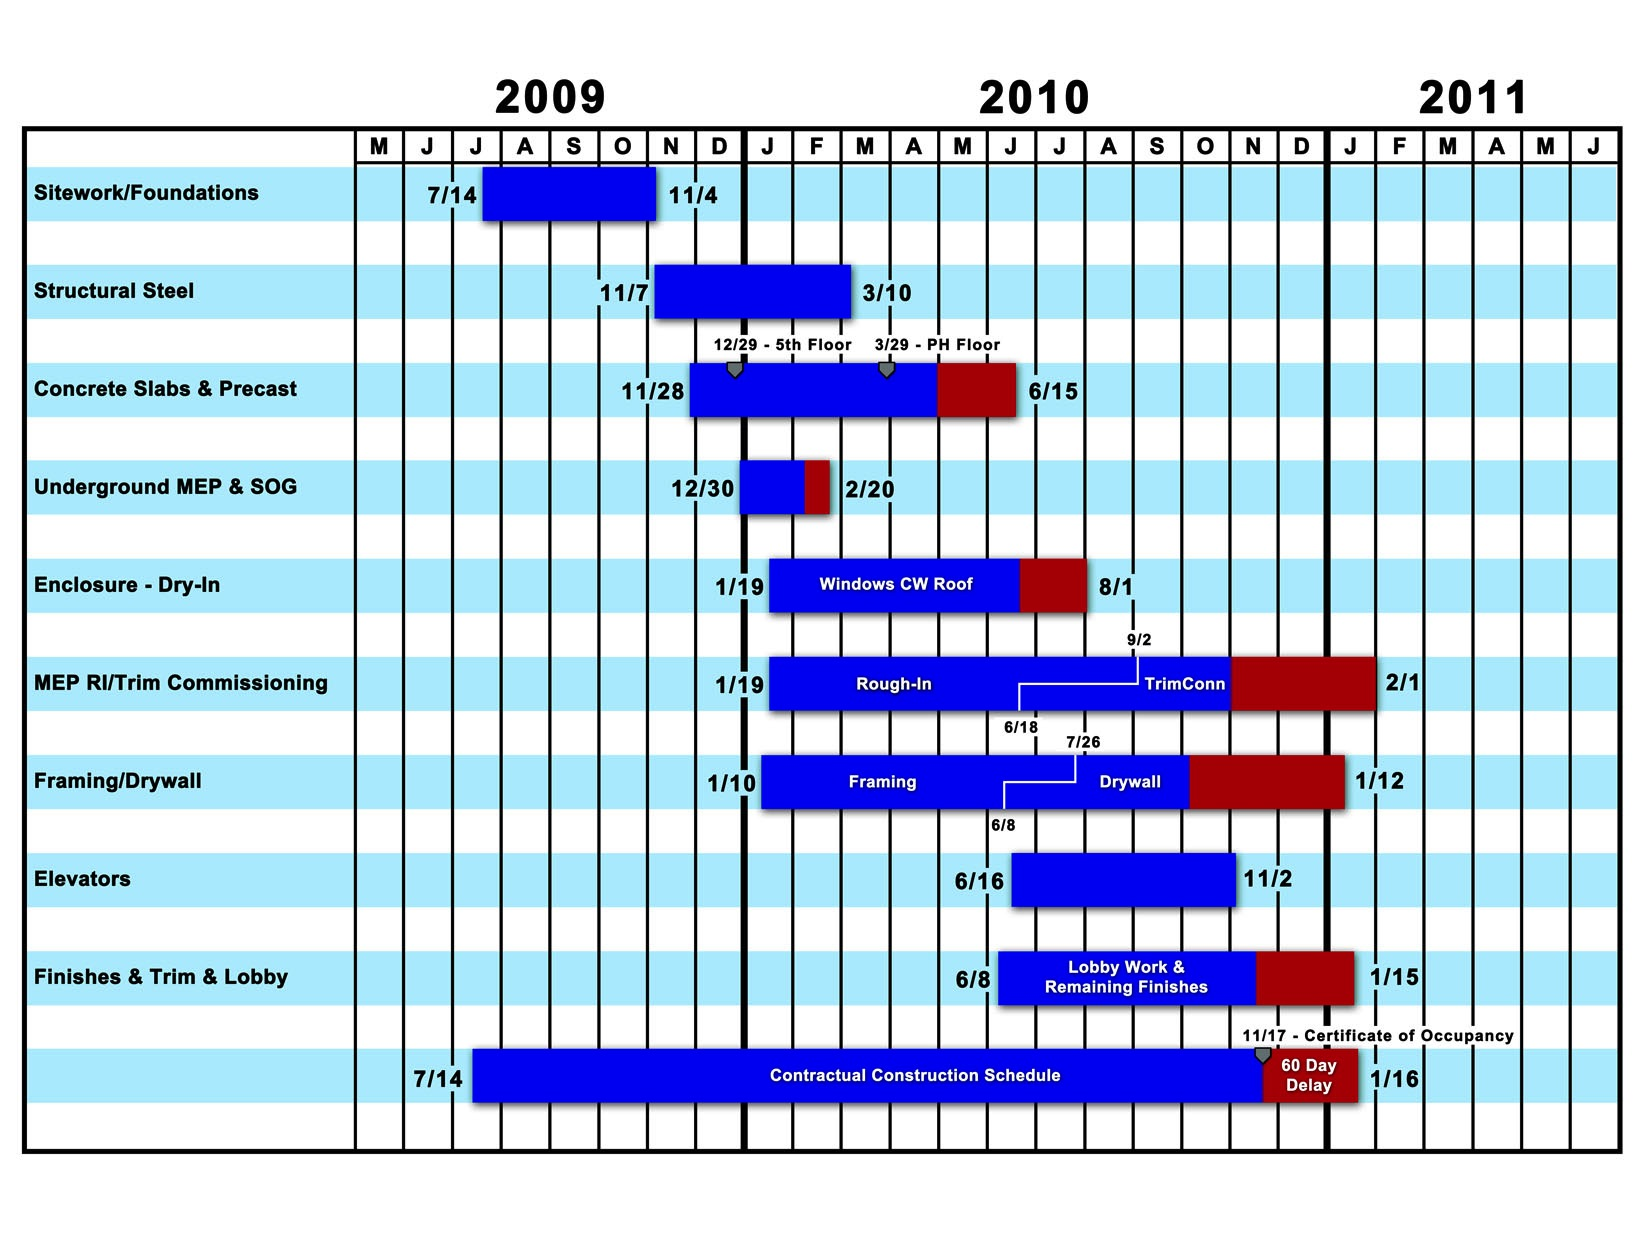 2009 2010 2011
M J J A S O N D J F M A M J J A S O N D J F M A M J
Sitework/Foundations 7/14 11/4
Structural Steel 11/7 3/10
12/29 - 5th Floor 3/29 - PH Floor
Concrete Slabs & Precast 11/28 6/15
Underground MEP & SOG 12/30 2/20
Enclosure - Dry-In 1/19 Windows CW Roof 8/1
9/2
MEP RI/Trim Commissioning 1/19 Rough-In TrimConn 2/1
6/18
7/26
Framing/Drywall 1/10 Framing Drywall 1/12
6/8
Elevators 6/16 11/2
Finishes & Trim & Lobby 6/8 Lobby Work & 1/15
Remaining Finishes
11/17 - Certificate of Occupancy
7/14 Contractual Construction Schedule 60 Day 1/16
Delay